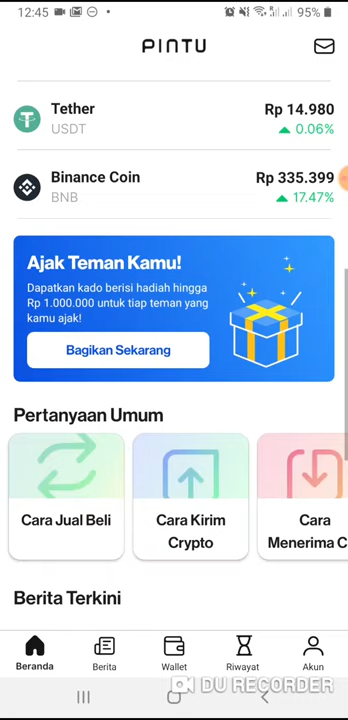 12:45
95%
PINTU
Tether
Rp 14.980
USDT
0.06%
Binance Coin
Rp 335.399
BNB
17.47%
Ajak Teman Kamu!
Dapatkan kado berisi hadiah hingga
Rp 1.000.000 untuk tiap teman yang
kamu ajak!
Bagikan Sekarang
Pertanyaan Umum
Cara Jual Beli
Cara Kirim
Crypto
Cara
Menerima C
Berita Terkini
Beranda
Berita
Wallet
Riwayat
Akun
DU RECORDER